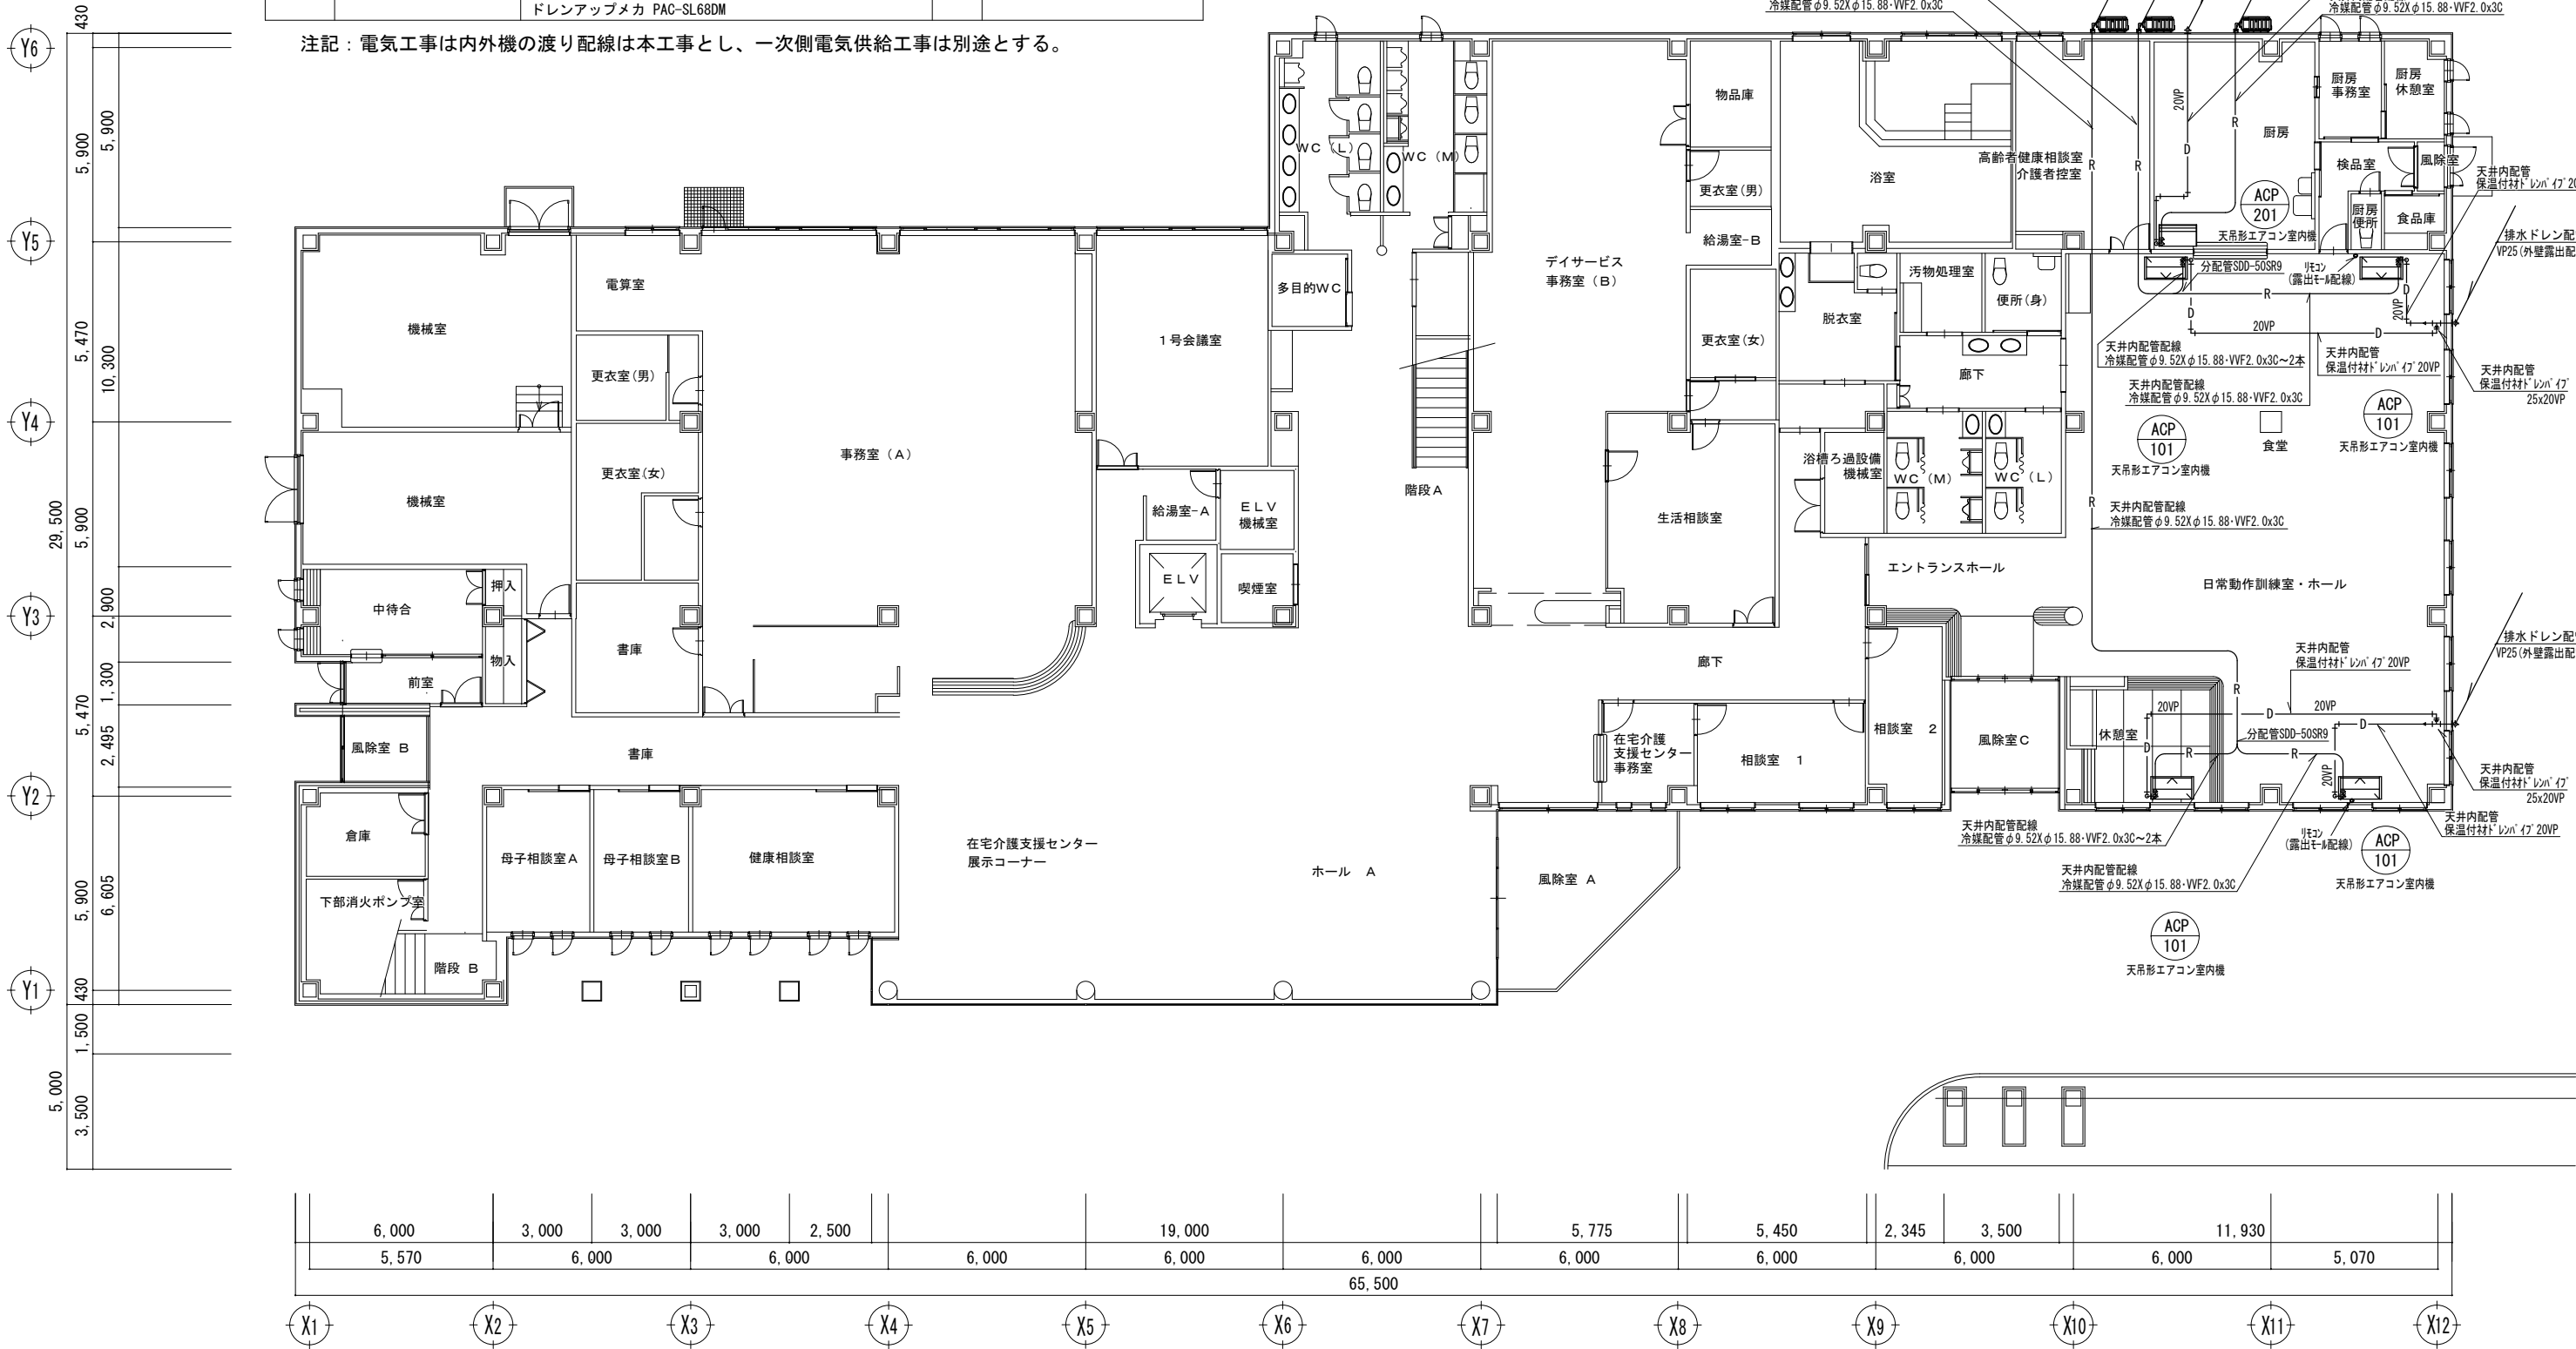 ドレンアップメカ PAC-SL68DM
注記：電気工事は内外機の渡り配線は本工事とし、一次側電気供給工事は別途とする。
冷媒配管φ9.52Xφ15.88・VVF2.0x3C
冷媒配管φ9.52Xφ15.88・VVF2.0x3C
Y6
Y5
Y4
Y3
Y2
Y1
430
5,900
5,470
5,900
5,470
5,900
430
29,500
5,900
10,300
2,900
1,300
2,495
6,605
1,500
3,500
5,000
WC（L）
WC（M）
物品庫
更衣室(男)
給湯室-B
浴室
高齢者健康相談室
介護者控室
厨房
厨房
事務室
厨房
休憩室
検品室
風除室
厨房
便所
食品庫
20VP
R
R
R
D
ACP
201
天吊形エアコン室内機
天井内配管
排水ドレン配
VP25(外壁露出配
分配管SDD-50SR9
リモコン
(露出モール配線)
R
D
D
20VP
20VP
D
天井内配管配線
冷媒配管φ9.52Xφ15.88・VVF2.0x3C～2本
天井内配管
保温付ネオドレンパイプ20VP
天井内配管配線
冷媒配管φ9.52Xφ15.88・VVF2.0x3C
天井内配管
保温付ネオドレンパイプ
25x20VP
ACP
101
天吊形エアコン室内機
ACP
101
天吊形エアコン室内機
食堂
R
天井内配管配線
冷媒配管φ9.52Xφ15.88・VVF2.0x3C
日常動作訓練室・ホール
機械室
電算室
更衣室(男)
更衣室(女)
事務室（A）
1号会議室
多目的WC
デイサービス
事務室（B）
更衣室(女)
脱衣室
汚物処理室
便所(身)
廊下
浴槽ろ過設備
機械室
WC（M）
WC（L）
機械室
給湯室-A
ELV
機械室
階段A
生活相談室
ELV
喫煙室
エントランスホール
中待合
押入
物入
前室
書庫
廊下
風除室 B
書庫
在宅介護
支援センター
事務室
相談室 1
相談室 2
風除室C
休憩室
天井内配管
保温付ネオドレンパイプ20VP
20VP
20VP
D
D
D
R
R
R
20VP
分配管SDD-50SR9
排水ドレン配
VP25(外壁露出配
天井内配管
保温付ネオドレンパイプ
25x20VP
天井内配管
保温付ネオドレンパイプ20VP
リモコン
(露出モール配線)
ACP
101
天吊形エアコン室内機
天井内配管配線
冷媒配管φ9.52Xφ15.88・VVF2.0x3C～2本
天井内配管配線
冷媒配管φ9.52Xφ15.88・VVF2.0x3C
ACP
101
天吊形エアコン室内機
倉庫
下部消火ポンプ室
階段 B
母子相談室A
母子相談室B
健康相談室
在宅介護支援センター
展示コーナー
ホール A
風除室 A
6,000
3,000
3,000
3,000
2,500
19,000
5,775
5,450
2,345
3,500
11,930
5,570
6,000
6,000
6,000
6,000
6,000
6,000
6,000
6,000
6,000
5,070
65,500
X1
X2
X3
X4
X5
X6
X7
X8
X9
X10
X11
X12